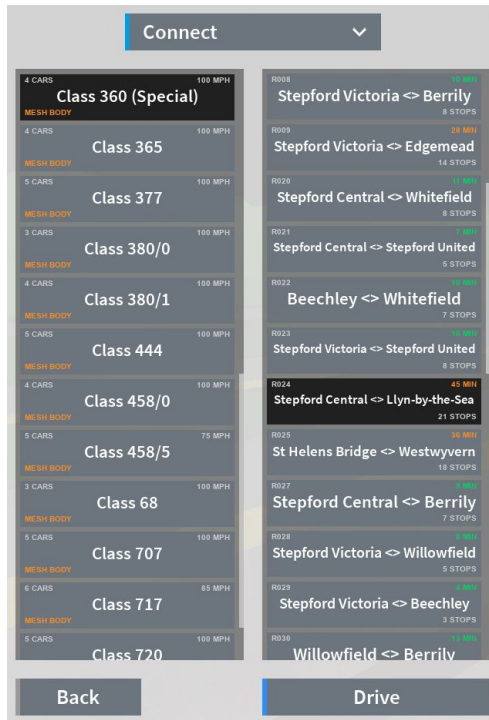 Connect
4 CARS 100 MPH
Class 360 (Special)
MESH BODY
4 CARS 100 MPH
Class 365
MESH BODY
5 CARS 100 MPH
Class 377
MESH BODY
3 CARS 100 MPH
Class 380/0
MESH BODY
4 CARS 100 MPH
Class 380/1
MESH BODY
5 CARS 100 MPH
Class 444
MESH BODY
4 CARS 100 MPH
Class 458/0
MESH BODY
5 CARS 75 MPH
Class 458/5
MESH BODY
3 CARS 100 MPH
Class 68
MESH BODY
5 CARS 100 MPH
Class 707
MESH BODY
6 CARS 85 MPH
Class 717
MESH BODY
5 CARS 100 MPH
Class 720
R008
Stepford Victoria <> Berrily
8 STOPS
R009 28 MIN
Stepford Victoria <> Edgemead
14 STOPS
R020 11 MIN
Stepford Central <> Whitefield
8 STOPS
R021 7 MIN
Stepford Central <> Stepford United
5 STOPS
R022
Beechley <> Whitefield
7 STOPS
R023
Stepford Victoria <> Stepford United
8 STOPS
R024 45 MIN
Stepford Central <> Llyn-by-the-Sea
21 STOPS
R025 36 MIN
St Helens Bridge <> Westwyvern
18 STOPS
R027
Stepford Central <> Berrily
7 STOPS
R028
Stepford Victoria <> Willowfield
5 STOPS
R029
Stepford Victoria <> Beechley
3 STOPS
R030 13 MIN
Willowfield <> Berrily
Back
Drive